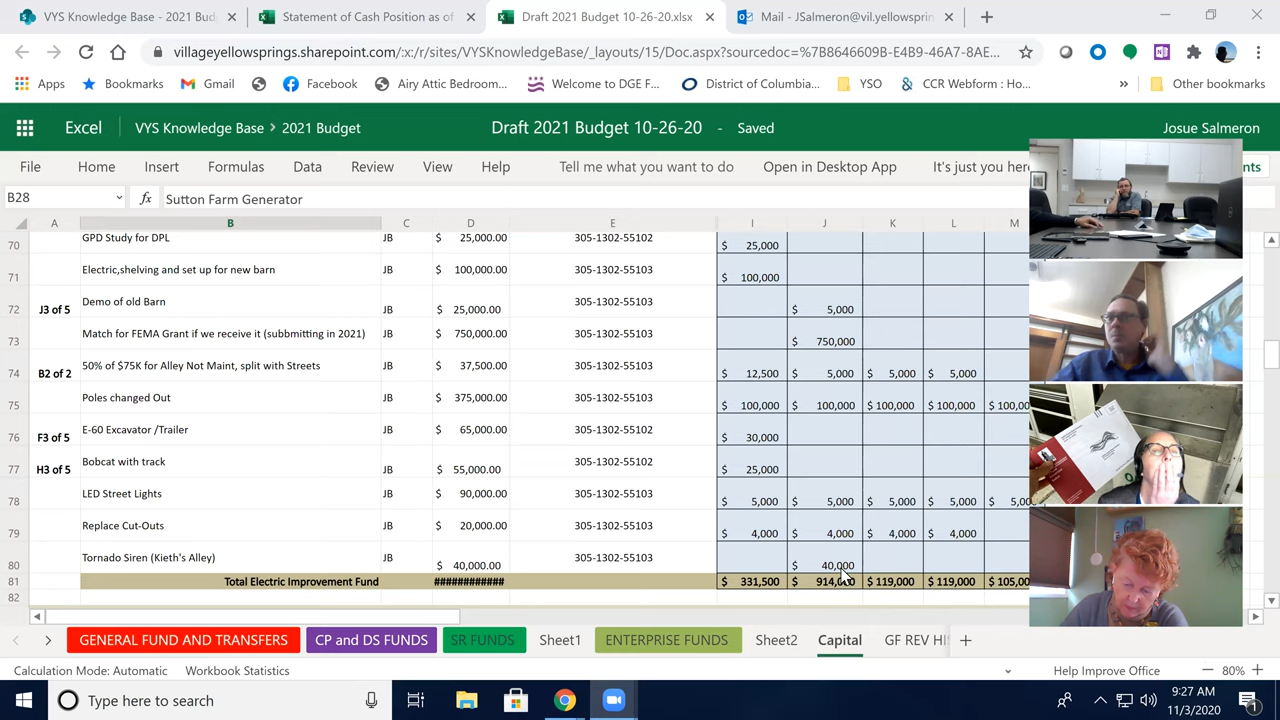 VYS Knowledge Base - 2021 Bud
Statement of Cash Position as of
Draft 2021 Budget 10-26-20.xlsx
Mail - JSalmeron@vil.yellowsprin
villageyellowsprings.sharepoint.com/:x:/r/sites/VYSKnowledgeBase/_layouts/15/Doc.aspx?sourcedoc=%7B8646609B-E4B9-46A7-8AE...
Apps Bookmarks Gmail Facebook Airy Attic Bedroom... Welcome to DGE F... District of Columbia... YSO CCR Webform : Ho... » Other bookmarks
Excel VYS Knowledge Base > 2021 Budget Draft 2021 Budget 10-26-20 - Saved Josue Salmeron
File Home Insert Formulas Data Review View Help Tell me what you want to do Open in Desktop App It's just you here nts
B28 fx Sutton Farm Generator
A B C D E I J K L M
70 GPD Study for DPL JB $ 25,000.00 305-1302-55102 $ 25,000
71 Electric,shelving and set up for new barn JB $ 100,000.00 305-1302-55103 $ 100,000
72 J3 of 5 Demo of old Barn JB $ 25,000.00 305-1302-55103 $ 5,000
73 Match for FEMA Grant if we receive it (subbmitting in 2021) JB $ 750,000.00 305-1302-55103 $ 750,000
74 B2 of 2 50% of $75K for Alley Not Maint, split with Streets JB $ 37,500.00 305-1302-55103 $ 12,500 $ 5,000 $ 5,000 $ 5,000
75 Poles changed Out JB $ 375,000.00 305-1302-55103 $ 100,000 $ 100,000 $ 100,000 $ 100,000 $ 100,0
76 F3 of 5 E-60 Excavator /Trailer JB $ 65,000.00 305-1302-55102 $ 30,000
77 H3 of 5 Bobcat with track JB $ 55,000.00 305-1302-55102 $ 25,000
78 LED Street Lights JB $ 90,000.00 305-1302-55103 $ 5,000 $ 5,000 $ 5,000 $ 5,000 $ 5,0
79 Replace Cut-Outs JB $ 20,000.00 305-1302-55103 $ 4,000 $ 4,000 $ 4,000 $ 4,000
80 Tornado Siren (Kieth's Alley) JB $ 40,000.00 305-1302-55103 $ 40,000
81 Total Electric Improvement Fund ############ $ 331,500 $ 914,000 $ 119,000 $ 119,000 $ 105,00
82
GENERAL FUND AND TRANSFERS CP and DS FUNDS SR FUNDS Sheet1 ENTERPRISE FUNDS Sheet2 Capital GF REV HI
Calculation Mode: Automatic Workbook Statistics Help Improve Office 80%
Type here to search
9:27 AM
11/3/2020
1